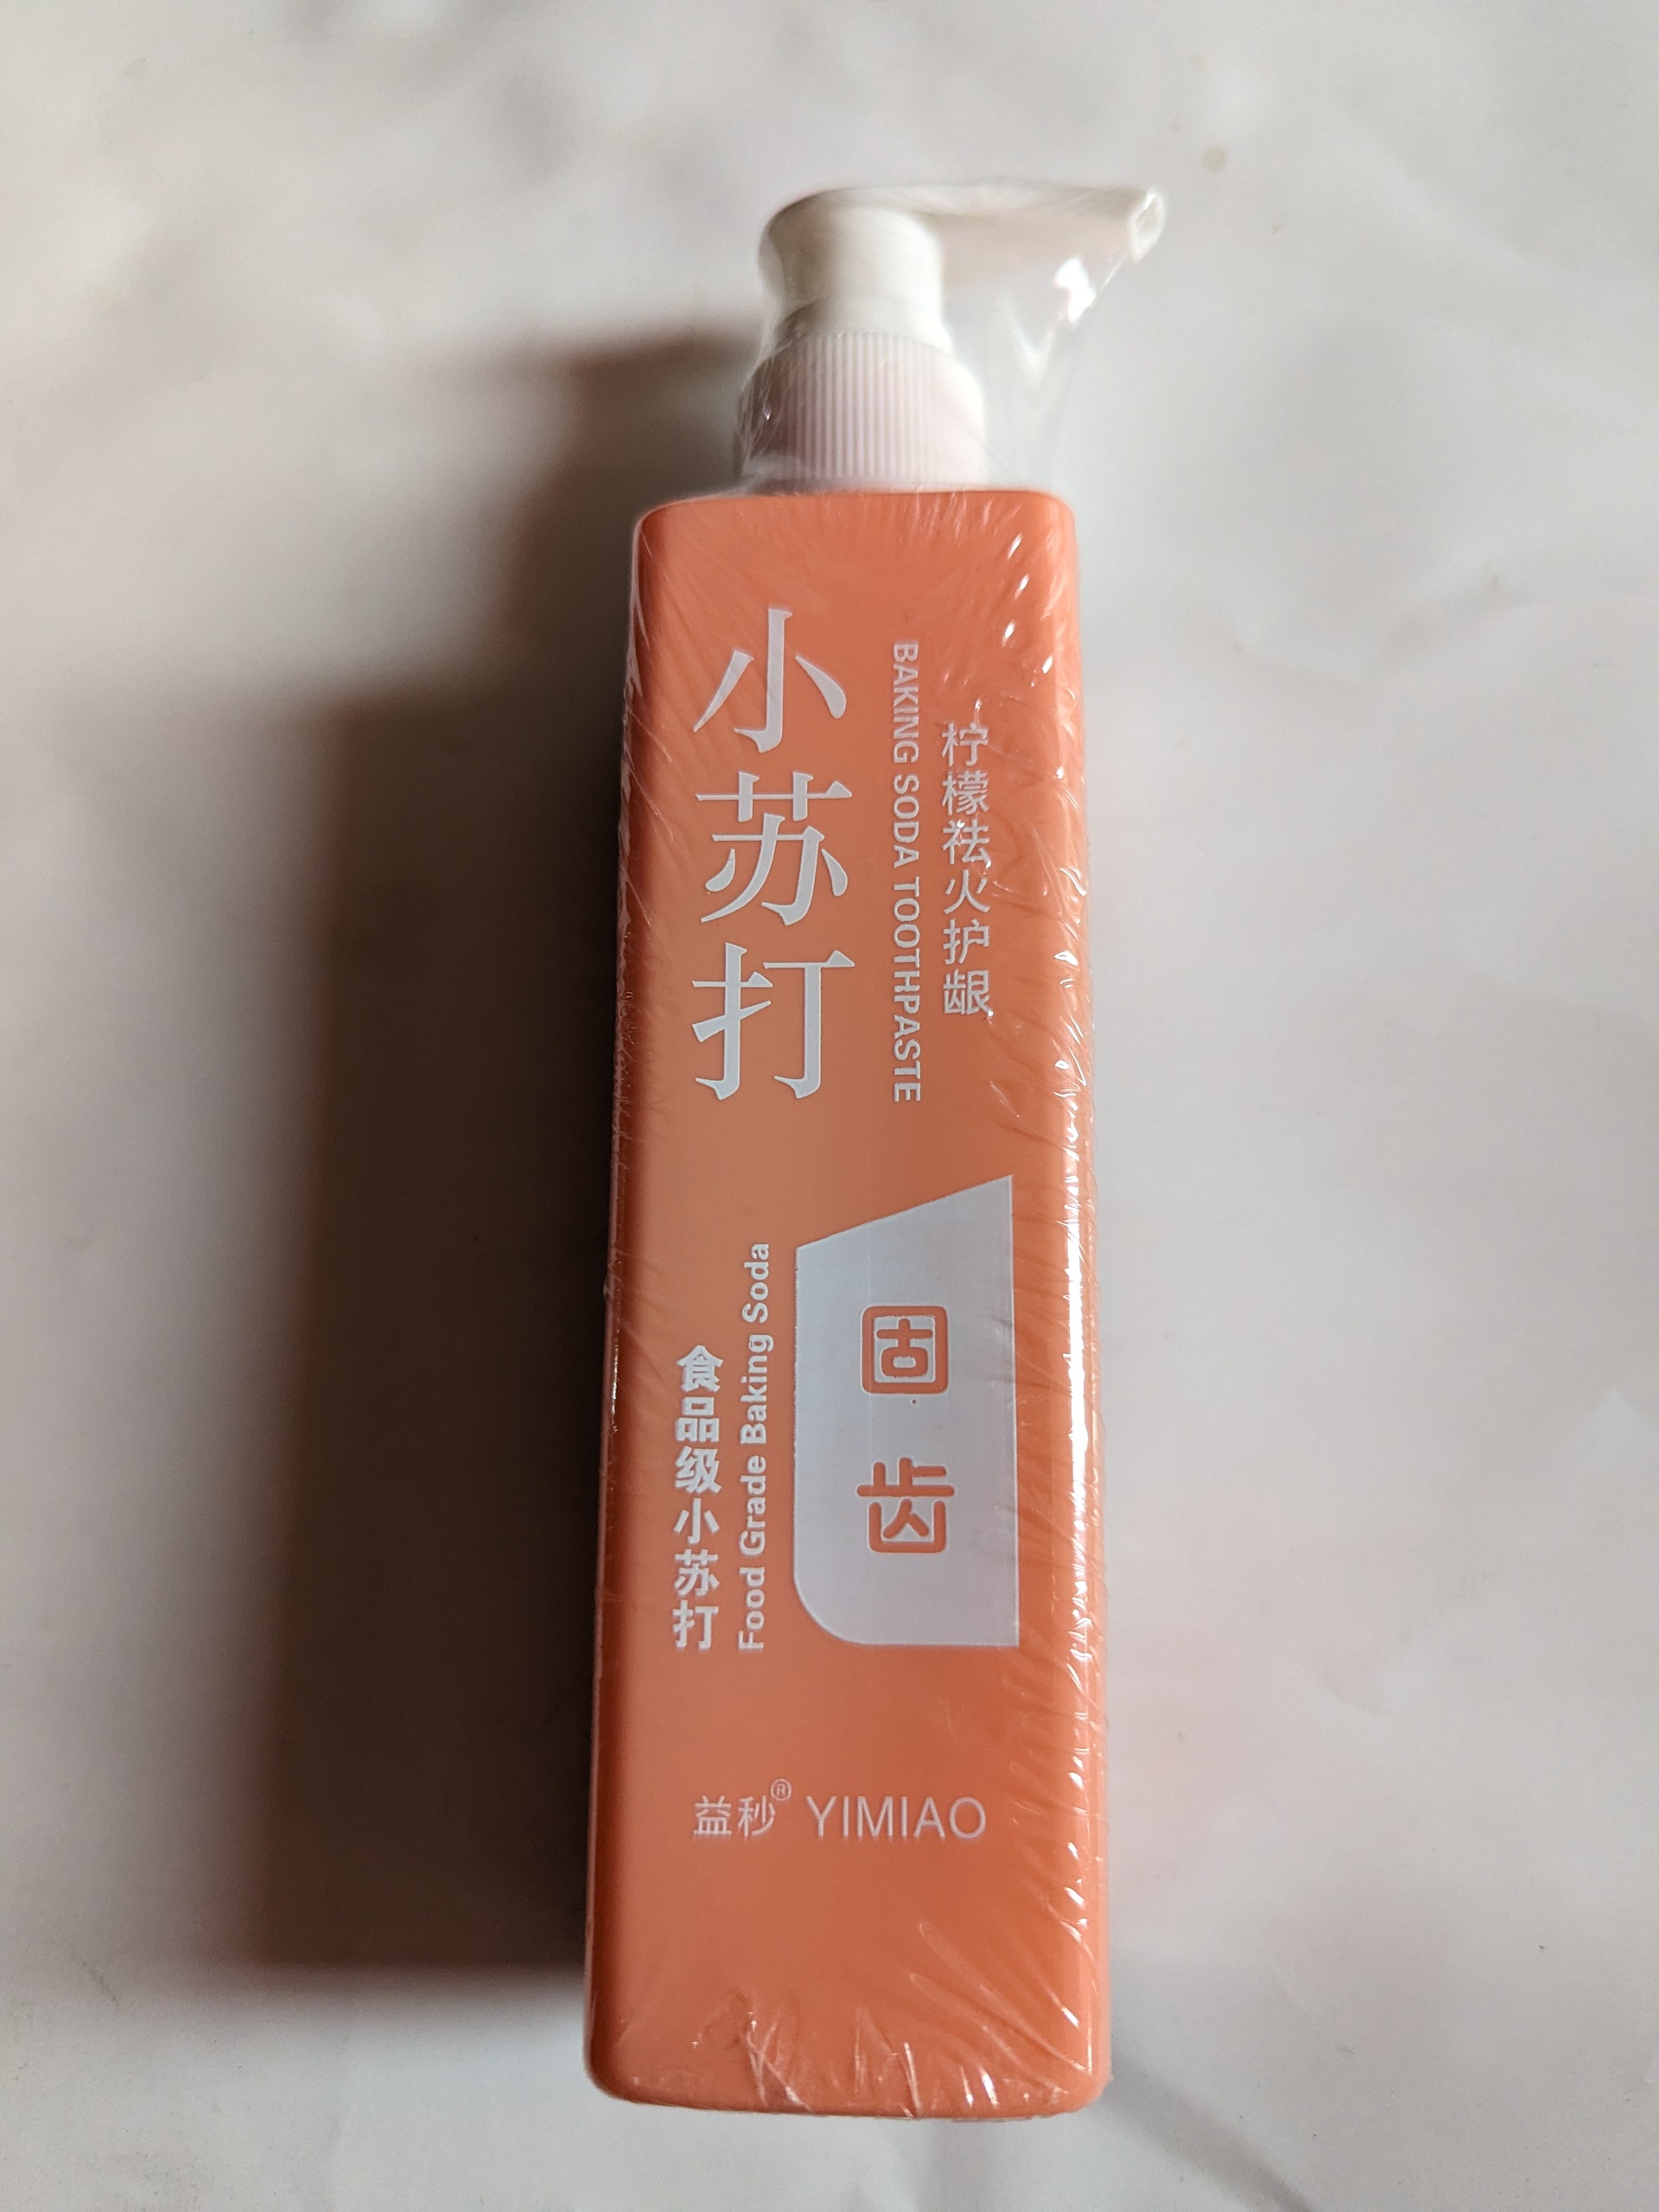 小苏打
BAKING SODA TOOTHPASTE
柠檬祛火护龈
固齿
Food Grade Baking Soda
食品级小苏打
益秒® YIMIAO